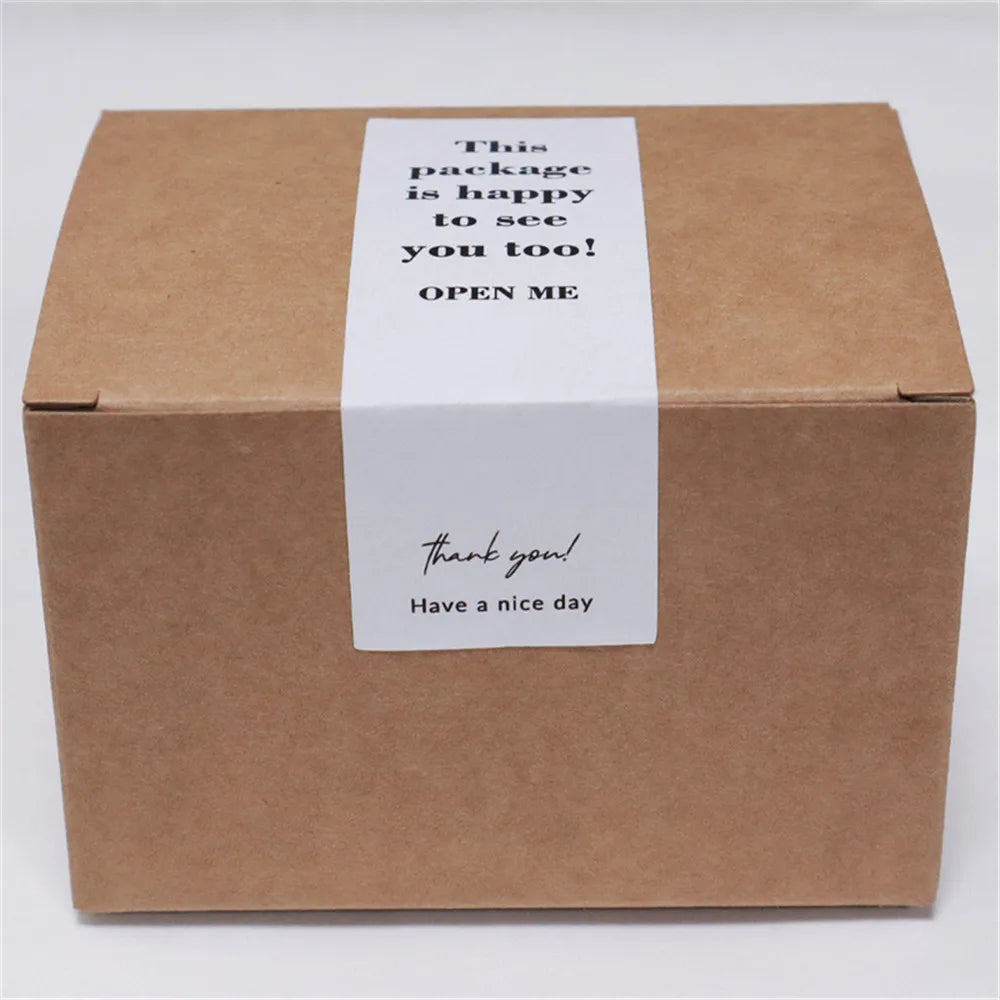 This
package
is happy
to see
you too!
OPEN ME
thank you!
Have a nice day